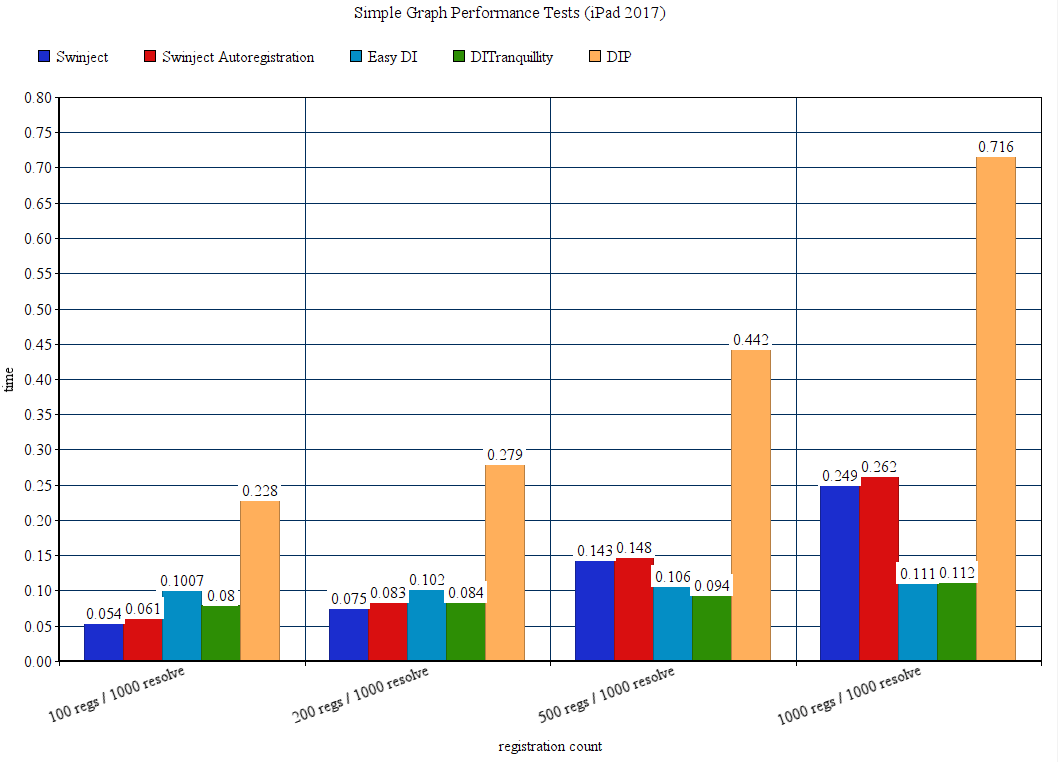 Simple Graph Performance Tests (iPad 2017)
Swinject Swinject Autoregistration Easy DI DITranquillity DIP
0.80
0.75
0.70
0.65
0.60
0.55
0.50
0.45
0.40
0.35
0.30
0.25
0.20
0.15
0.10
0.05
0.00
time
0.054 0.061 0.1007 0.08 0.228
0.075 0.083 0.102 0.084 0.279
0.143 0.148 0.106 0.094 0.442
0.249 0.262 0.111 0.112 0.716
100 regs / 1000 resolve
200 regs / 1000 resolve
500 regs / 1000 resolve
1000 regs / 1000 resolve
registration count